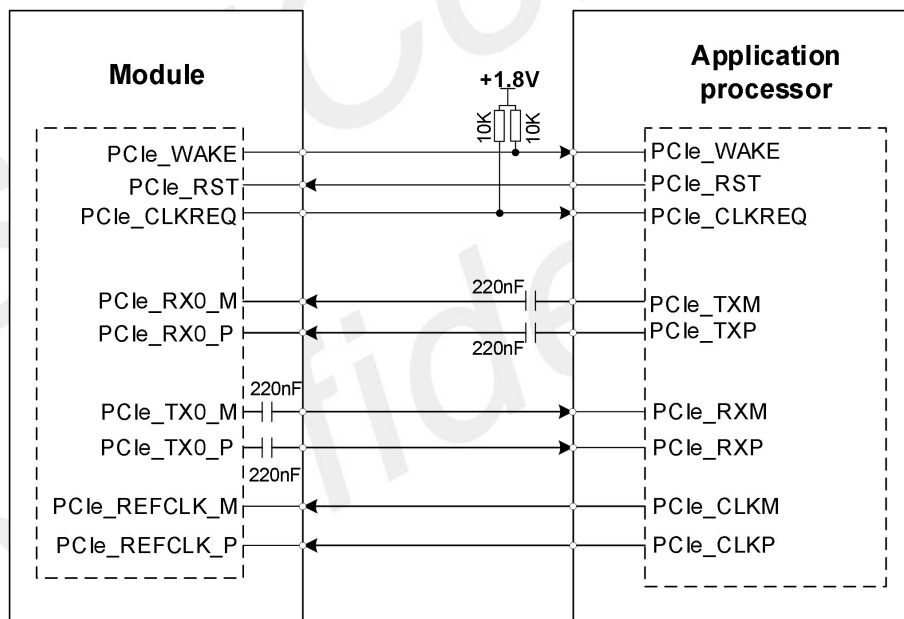 Module
Application
processor
+1.8V
10K
10K
PCIe_WAKE
PCIe_WAKE
PCIe_RST
PCIe_RST
PCIe_CLKREQ
PCIe_CLKREQ
220nF
PCIe_RX0_M
PCIe_TXM
PCIe_RX0_P
PCIe_TXP
220nF
220nF
PCIe_TX0_M
PCIe_RXM
PCIe_TX0_P
PCIe_RXP
220nF
PCIe_REFCLK_M
PCIe_CLKM
PCIe_REFCLK_P
PCIe_CLKP